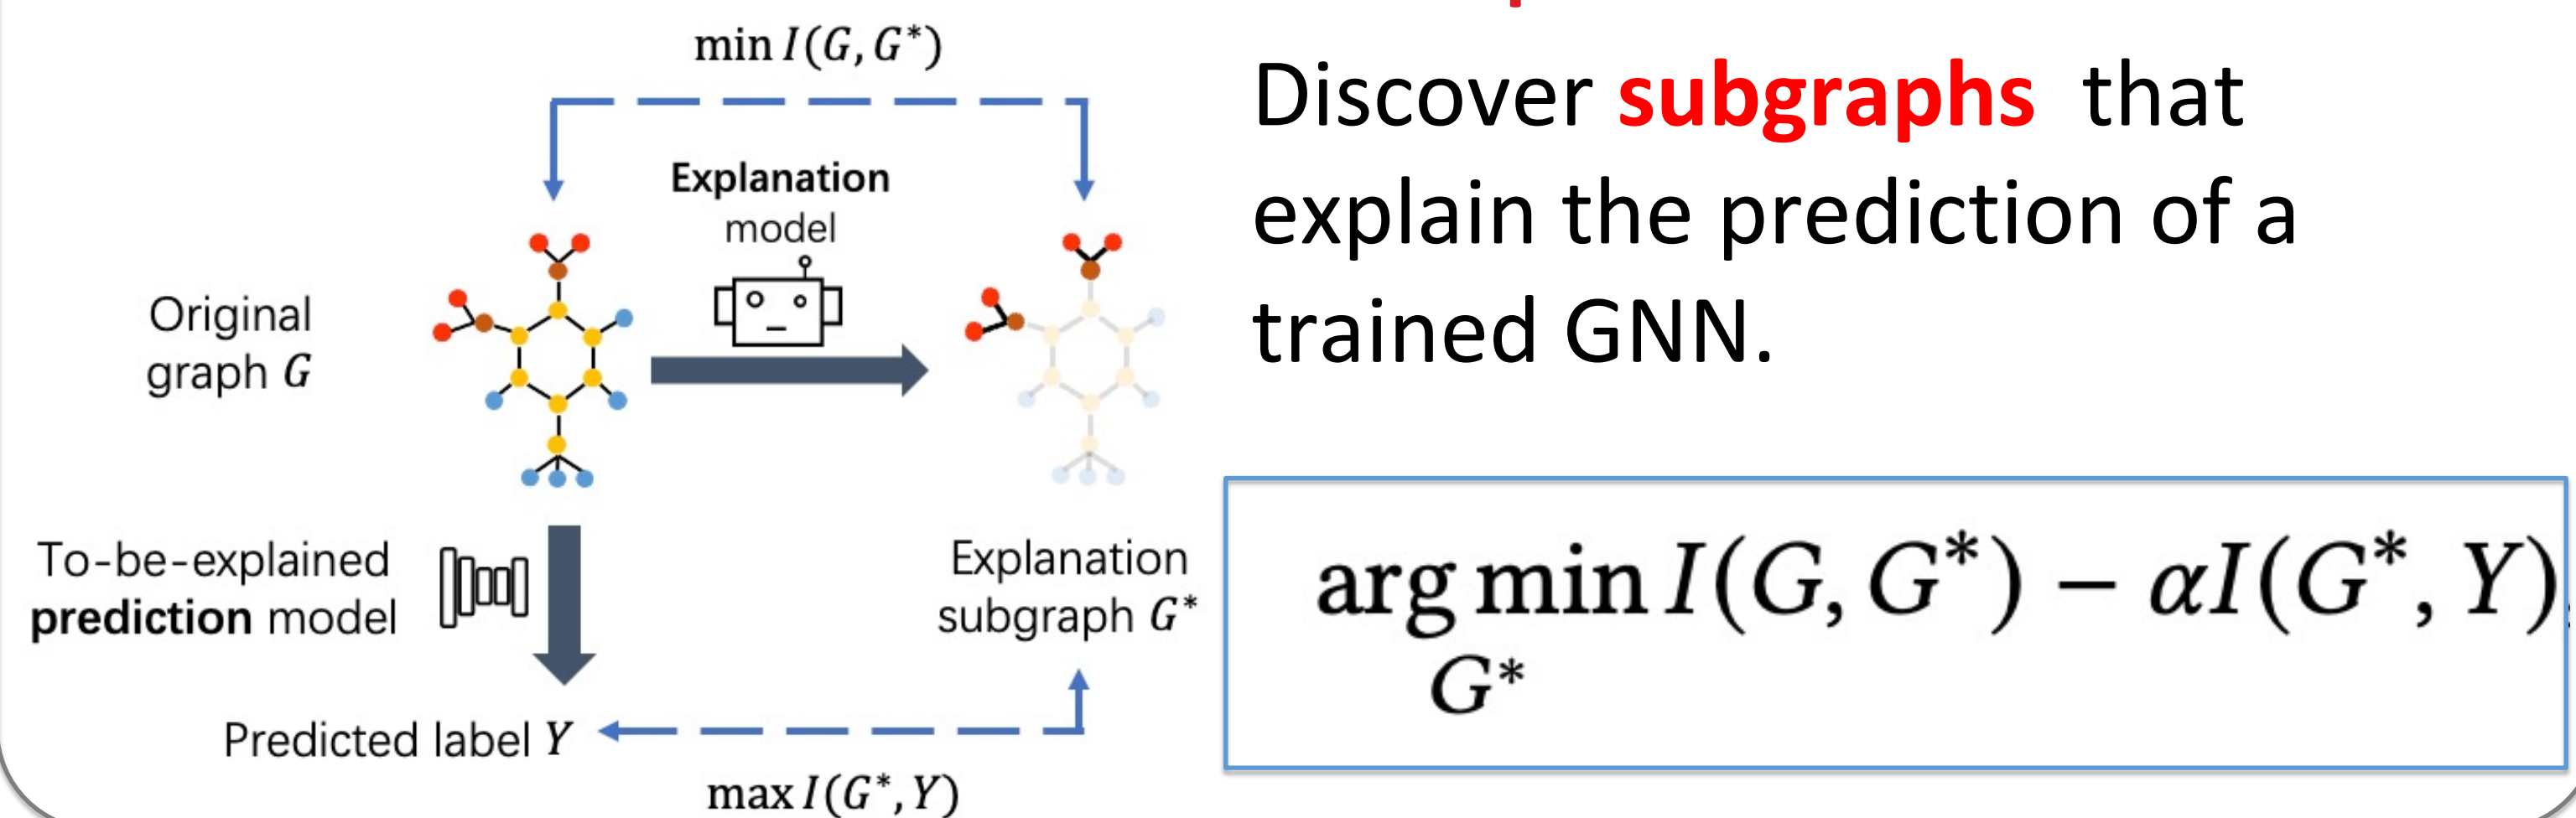 min I(G, G*)
Explanation
model
Original
graph G
To-be-explained
prediction model
Explanation
subgraph G*
Predicted label Y
max I(G*, Y)
Discover subgraphs that
explain the prediction of a
trained GNN.
arg min I(G, G*) − αI(G*, Y)
G*